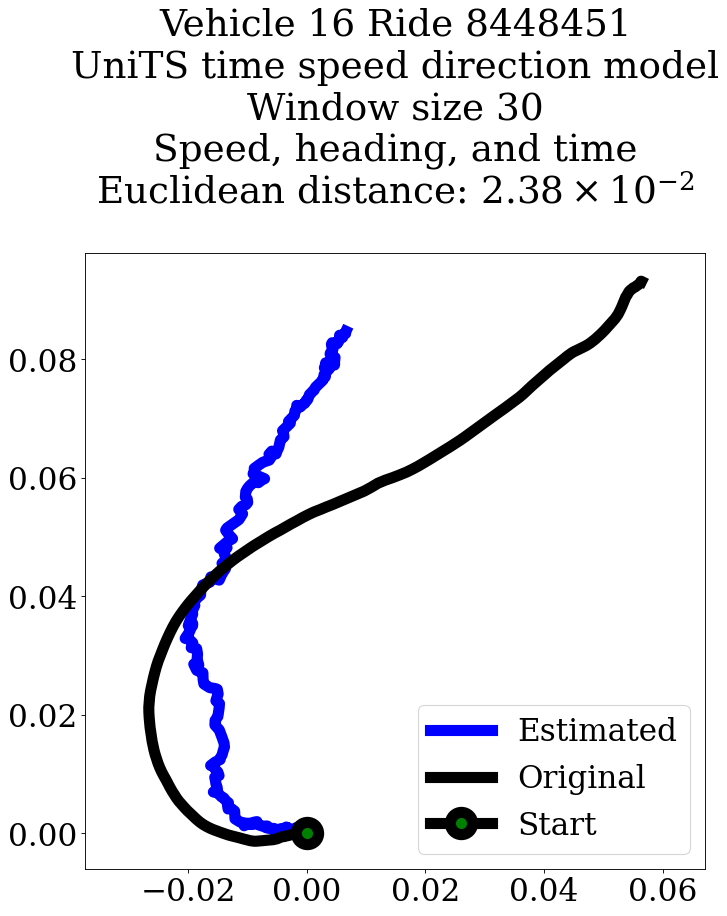 Vehicle 16 Ride 8448451
UniTS time speed direction model
Window size 30
Speed, heading, and time
Euclidean distance: 2.38 × 10⁻²
0.08
0.06
0.04
0.02
0.00
Estimated
Original
Start
−0.02 0.00 0.02 0.04 0.06